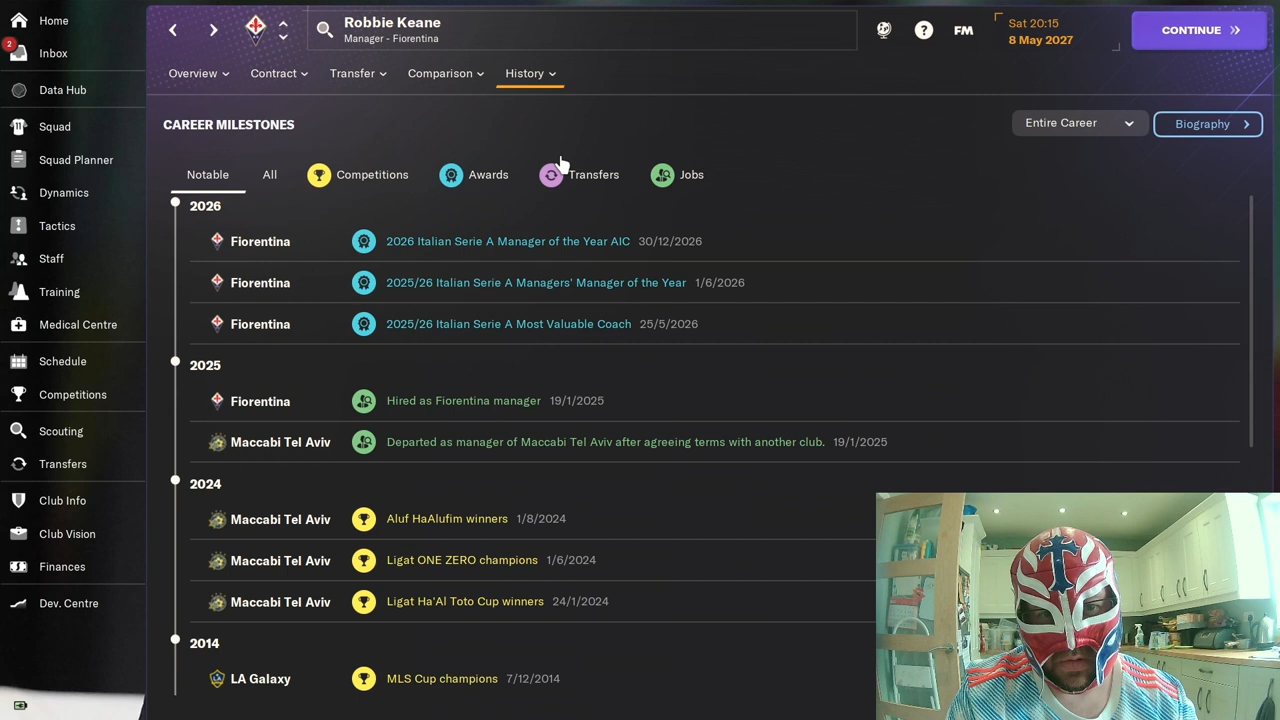 Home
2
Inbox
Data Hub
Squad
Squad Planner
Dynamics
Tactics
Staff
Training
Medical Centre
Schedule
Competitions
Scouting
Transfers
Club Info
Club Vision
Finances
Dev. Centre
Robbie Keane
Manager - Fiorentina
?
FM
Sat 20:15
8 May 2027
CONTINUE
Overview
Contract
Transfer
Comparison
History
CAREER MILESTONES
Entire Career
Biography
Notable
All
Competitions
Awards
Transfers
Jobs
2026
Fiorentina 2026 Italian Serie A Manager of the Year AIC 30/12/2026
Fiorentina 2025/26 Italian Serie A Managers' Manager of the Year 1/6/2026
Fiorentina 2025/26 Italian Serie A Most Valuable Coach 25/5/2026
2025
Fiorentina Hired as Fiorentina manager 19/1/2025
Maccabi Tel Aviv Departed as manager of Maccabi Tel Aviv after agreeing terms with another club. 19/1/2025
2024
Maccabi Tel Aviv Aluf HaAlufim winners 1/8/2024
Maccabi Tel Aviv Ligat ONE ZERO champions 1/6/2024
Maccabi Tel Aviv Ligat Ha'Al Toto Cup winners 24/1/2024
2014
LA Galaxy MLS Cup champions 7/12/2014